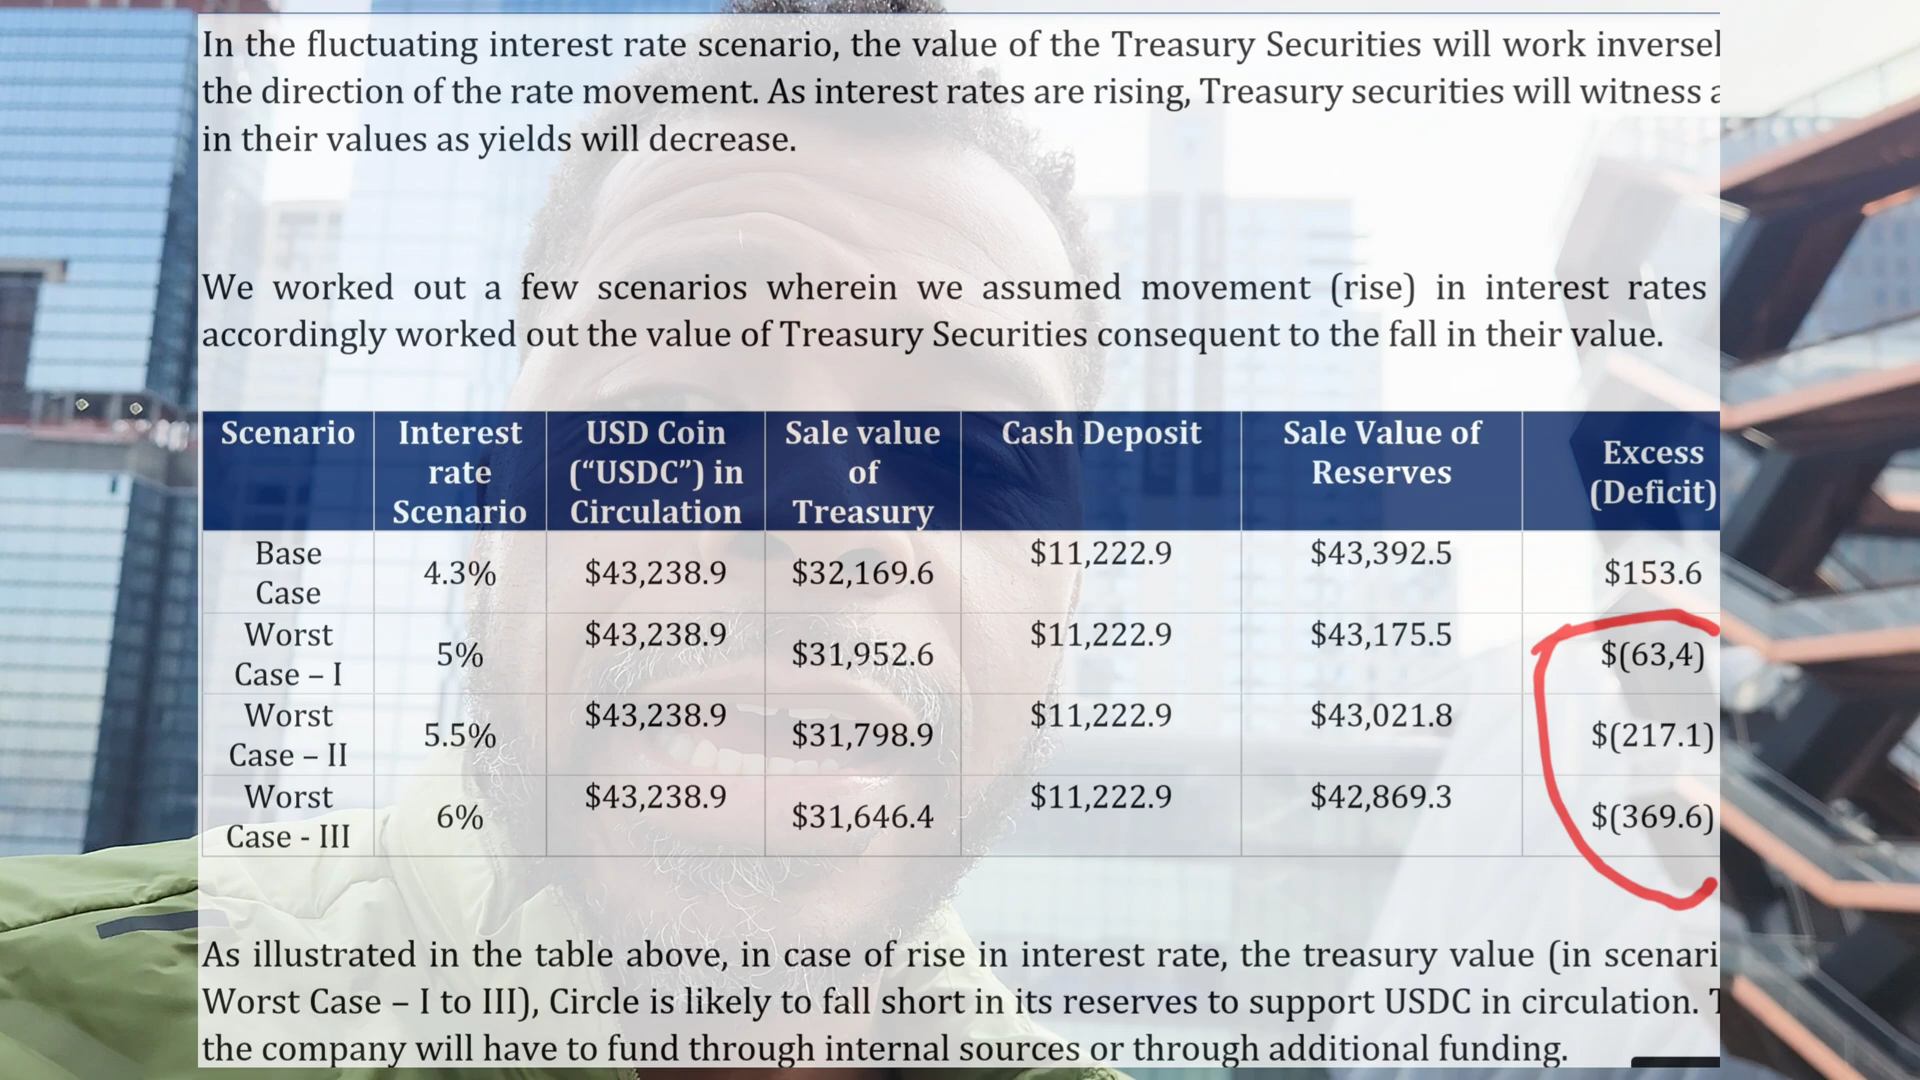 In the fluctuating interest rate scenario, the value of the Treasury Securities will work
the direction of the rate movement. As interest rates are rising, Treasury securities will witness
in their values as yields will decrease.
We worked out a few scenarios wherein we assumed movement (rise) in interest rates
accordingly worked out the value of Treasury Securities consequent to the fall in their value.
Scenario Interest rate Scenario USD Coin (“USDC”) in Circulation Sale value of Treasury Cash Deposit Sale Value of Reserves Excess (Deficit)
Base Case 4.3% $43,238.9 $32,169.6 $11,222.9 $43,392.5 $153.6
Worst Case – I 5% $43,238.9 $31,952.6 $11,222.9 $43,175.5 $(63,4)
Worst Case – II 5.5% $43,238.9 $31,798.9 $11,222.9 $43,021.8 $(217.1)
Worst Case - III 6% $43,238.9 $31,646.4 $11,222.9 $42,869.3 $(369.6)
As illustrated in the table above, in case of rise in interest rate, the treasury value (in
Worst Case – I to III), Circle is likely to fall short in its reserves to support USDC in circulation.
the company will have to fund through internal sources or through additional funding.